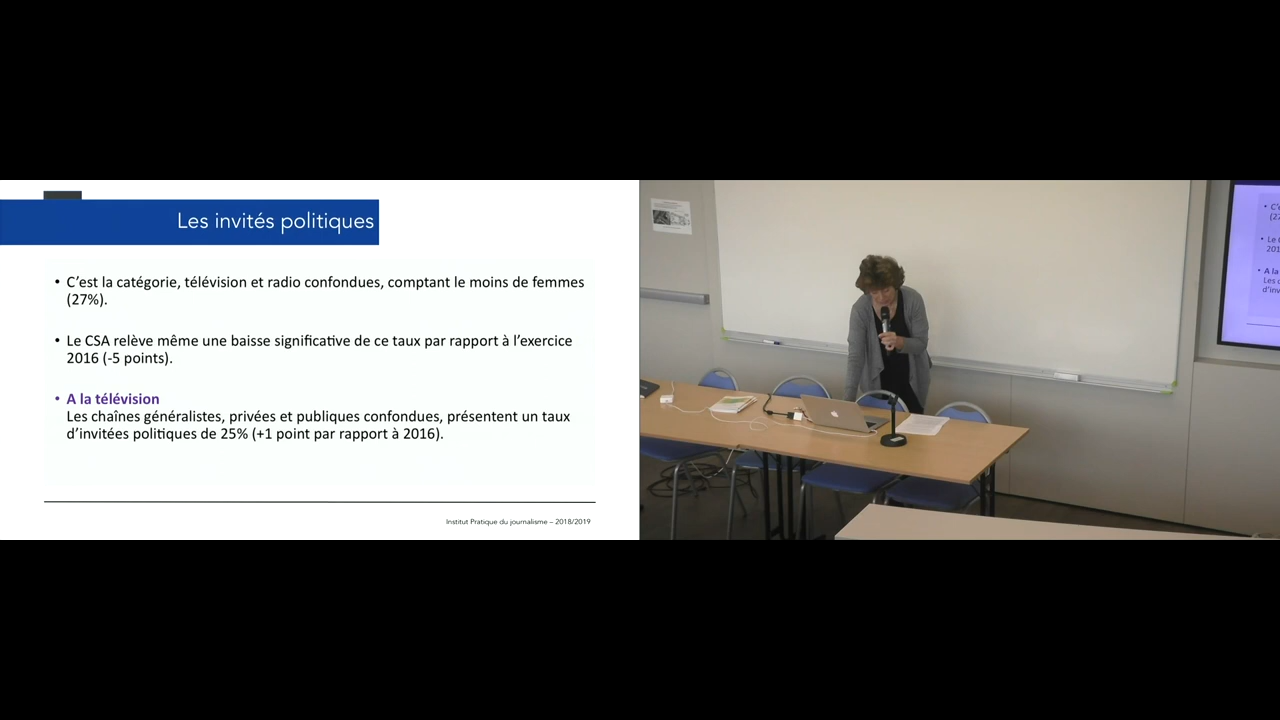 Les invités politiques
• C'est la catégorie, télévision et radio confondues, comptant le moins de femmes
(27%).
• Le CSA relève même une baisse significative de ce taux par rapport à l'exercice
2016 (-5 points).
• A la télévision
Les chaînes généralistes, privées et publiques confondues, présentent un taux
d'invitées politiques de 25% (+1 point par rapport à 2016).
Institut Pratique du journalisme – 2018/2019